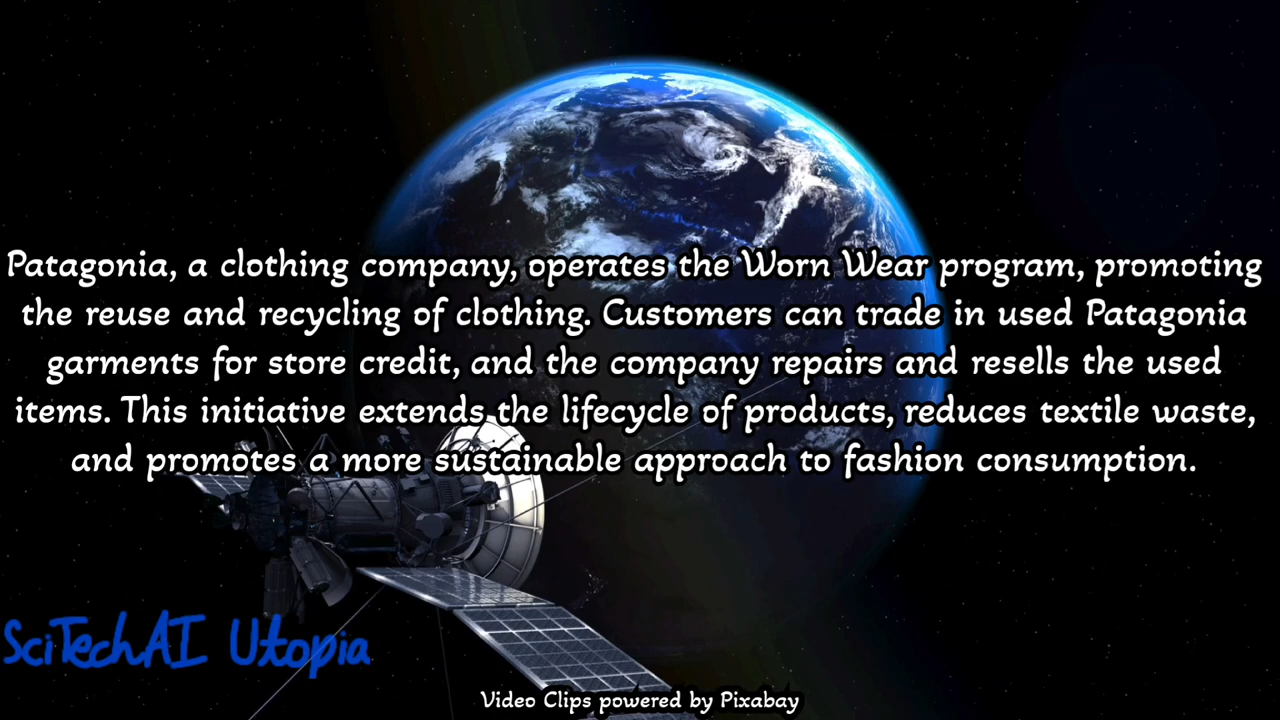 Patagonia, a clothing company, operates the Worn Wear program, promoting
the reuse and recycling of clothing. Customers can trade in used Patagonia
garments for store credit, and the company repairs and resells the used
items. This initiative extends the lifecycle of products, reduces textile waste,
and promotes a more sustainable approach to fashion consumption.
SciTechAI Utopia
Video Clips powered by Pixabay